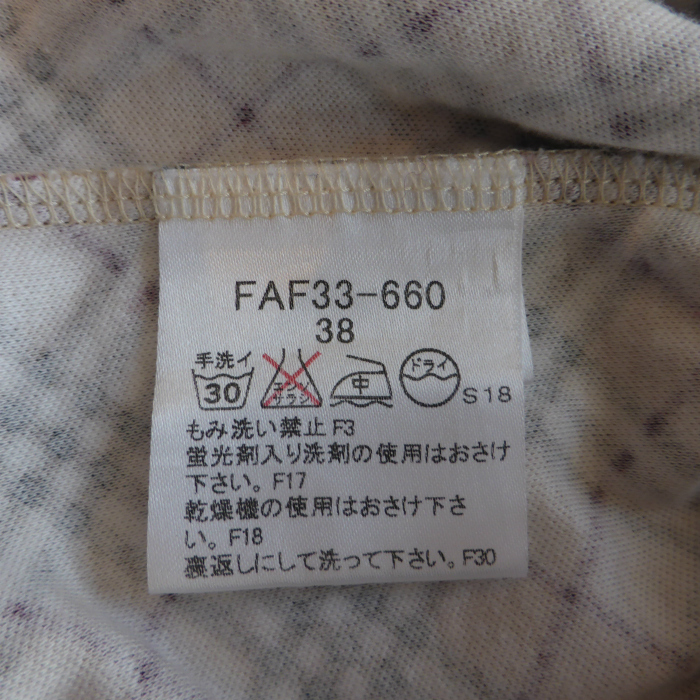 FAF33-660
38
手洗イ 30 エンソサラシ 中 ドライ S18
もみ洗い禁止 F3
蛍光剤入り洗剤の使用はおさけ
下さい。F17
乾燥機の使用はおさけ下さ
い。F18
裏返しにして洗って下さい。F30